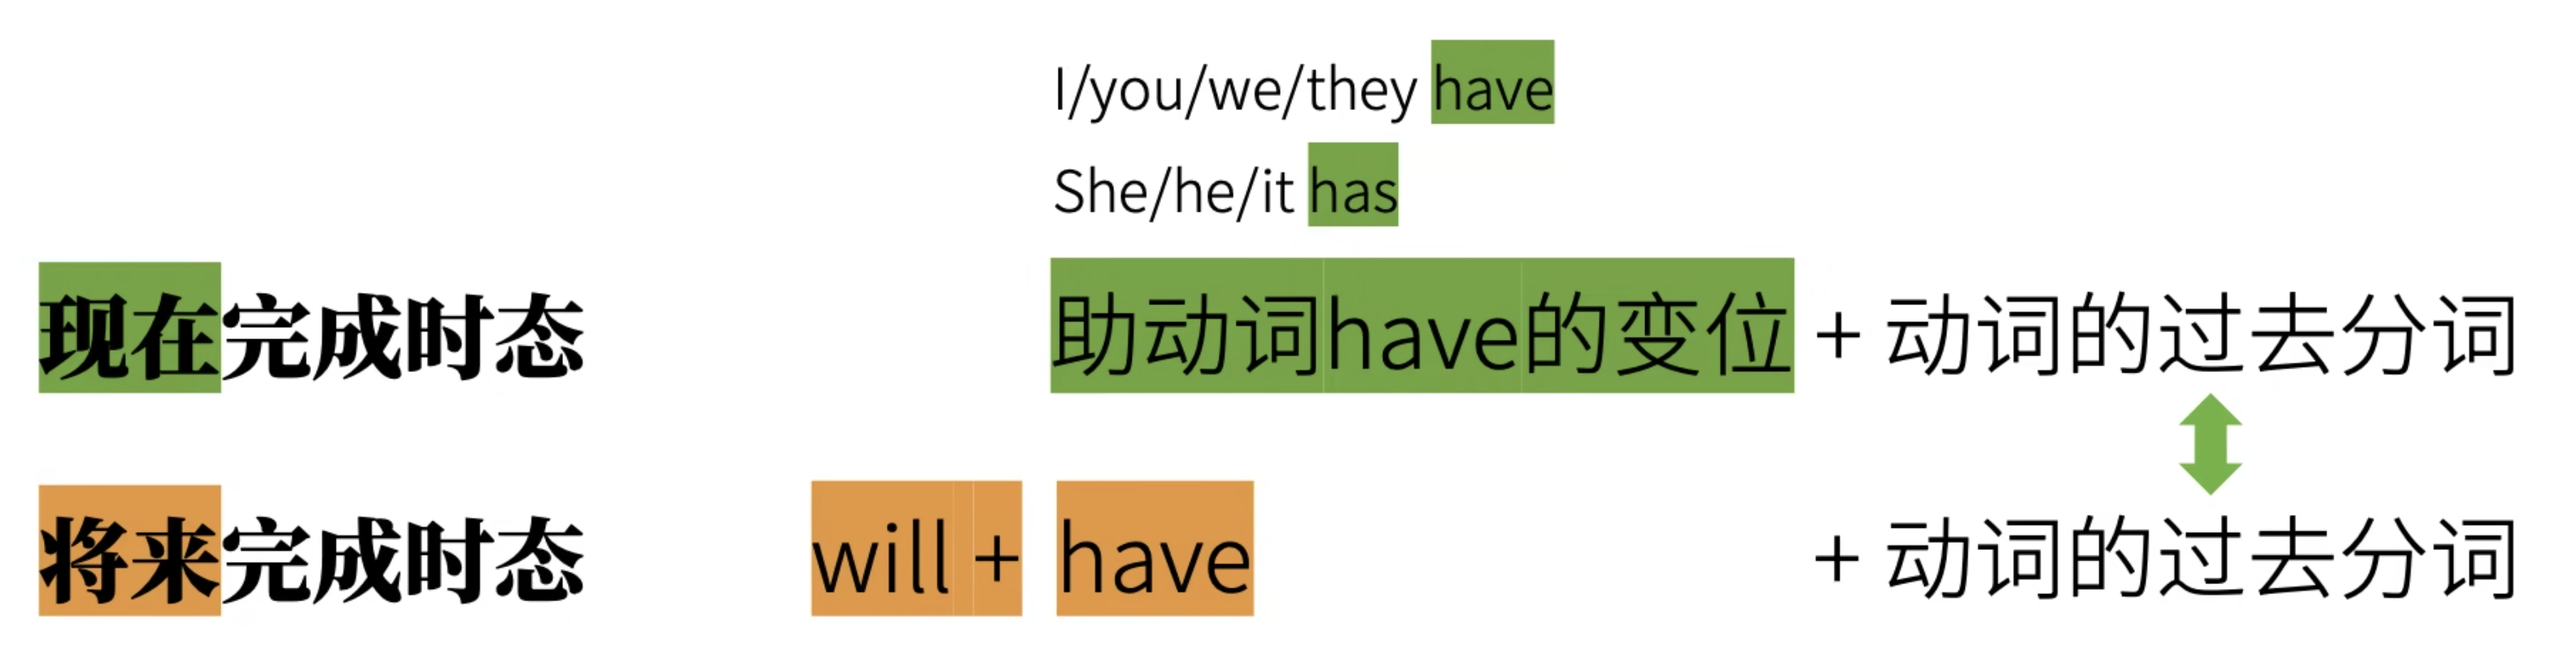 I/you/we/they have
She/he/it has
现在完成时态 助动词have的变位 + 动词的过去分词
将来完成时态 will + have + 动词的过去分词